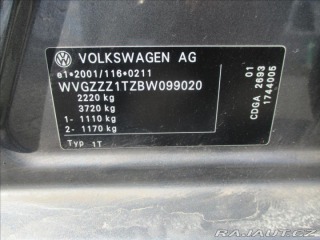 VOLKSWAGEN AG
e1*2001/116*0211
WVGZZZ1TZBW099020
2220 kg
3720 kg
1- 1110 kg
2- 1170 kg
Typ 1T
01
CDGA 2693
1744005
RAJAUT.CZ